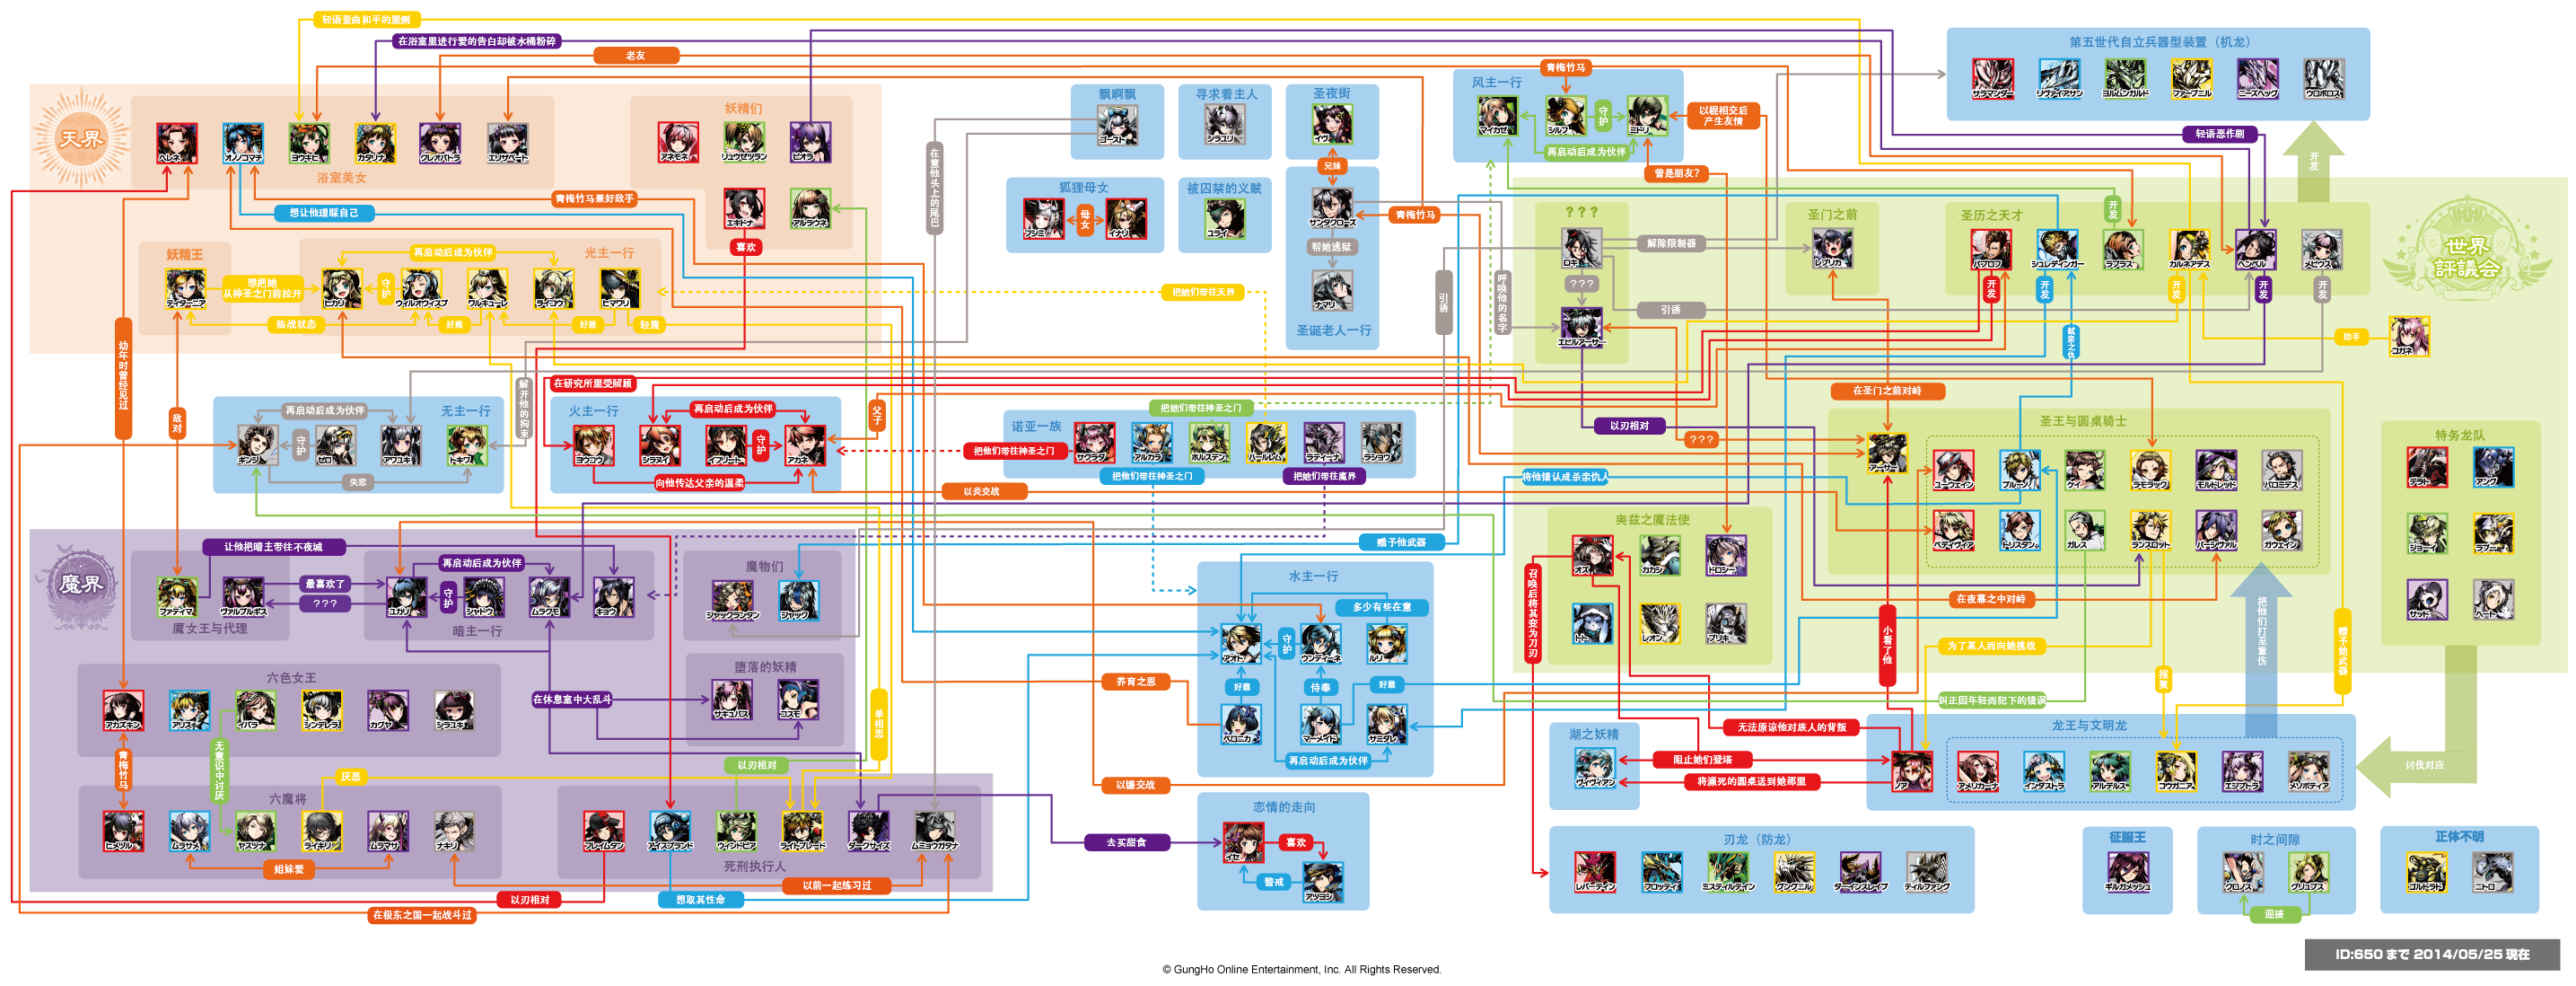 轻语歪曲和平的里侧
在浴室里进行爱的告白却被水桶粉碎
老友
天界
ヘレネ
オノノコマチ
ヨウキヒ
カタリナ
クレオパトラ
エリザベート
浴室美女
妖精们
アネモネ
リュウゼツラン
ビオラ
エキドナ
アルラウネ
喜欢
青梅竹马兼好敌手
想让他理睬自己
妖精王
ティターニア
想把她
从神圣之门前拉开
光主一行
再启动后成为伙伴
ヒカリ
守护
ウィルオウィスプ
ワルキューレ
ライコウ
ヒマワリ
临战状态
好意
好意
轻蔑
幼年时曾经见过
敌对
飘啊飘
ゴースト
寻求着主人
シラユリ
圣夜街
イヴ
兄妹
狐狸母女
フシミ
母女
イナリ
被囚禁的义贼
ユライ
サンタクローズ
帮她逃狱
ナマリ
圣诞老人一行
在意他头上的尾巴
解开他的拘束
青梅竹马
呼唤他的名字
引诱
把她们带往天界
风主一行
青梅竹马
マイカゼ
シルフ
守护
ミドリ
再启动后成为伙伴
以棍相交后
产生友情
曾是朋友？
第五世代自立兵器型装置（机龙）
サラマンダー
リヴァイアサン
ヨルムンガルド
ファーブニル
ニーズヘッグ
ウロボロス
轻语恶作剧
开发
世界
評議会
？？？
ロキ
？？？
エビルアーサー
解除限制器
引诱
圣门之前
レプリカ
圣历之天才
パブロフ
シュレディンガー
ラプラス
カルネアデス
ヘンペル
メビウス
开发
开发
开发
开发
开发
开发
弑亲之仇
助手
コガネ
在圣门之前对峙
以刃相对
？？？
无主一行
再启动后成为伙伴
ギンジ
守护
ゼロ
アワユキ
トキワ
失恋
火主一行
在研究所里受照顾
再启动后成为伙伴
ヨウエン
シラヌイ
イフリート
守护
アカネ
向他传达父亲的温柔
父子
以炎交战
诺亚一族
把她们带往神圣之门
サクラダ
アルカラ
ホルステン
バールレム
ラティーナ
ラショウ
把他们带往神圣之门
把他们带往神圣之门
把她们带往魔界
将他错认成杀亲仇人
圣王与圆桌骑士
アーサー
ユーウェイン
ブルーノ
ケイ
ラモラック
モルドレッド
パロミデス
ベディヴィア
トリスタン
ガレス
ランスロット
パーシヴァル
ガウェイン
特务龙队
デラト
アング
ショーイ
ラブー
サッド
ヘート
奥兹之魔法使
オズ
カカシ
ドロシー
トト
レオン
ブリキ
召唤后将其变为刀刃
小看了他
在夜幕之中对峙
为了某人而向她挑战
把他们打至重伤
报复
赠予她武器
纠正因年轻而犯下的错误
讨伐对应
魔界
让他把暗主带往不夜城
ファティマ
ヴァルプルギス
魔女王与代理
最喜欢了
？？？
再启动后成为伙伴
ユカリ
守护
シャドウ
ムラクモ
キョウ
暗主一行
魔物们
ジャックランタン
ジャック
赠予他武器
堕落的妖精
サキュバス
コスモ
在休息室中大乱斗
六色女王
アカズキン
アリス
イバラ
シンデレラ
カグヤ
シラユキ
青梅竹马
无意识中讨厌
六魔将
ヒメツル
ムラサメ
ヤスツナ
ライキリ
ムラマサ
ナキリ
厌恶
姐妹爱
以刃相对
单相思
フレイムタン
アイスブランド
ウィンドピア
ライトブレード
ダークサイズ
ムミョウガタナ
死刑执行人
以前一起练习过
以刃相对
想取其性命
在极东之国一起战斗过
水主一行
多少有些在意
アオト
守护
ウンディーネ
ルリ
好意
侍奉
好意
ベロニカ
マーメイド
サミダレ
再启动后成为伙伴
养育之恩
以镰交战
去买甜食
恋情的走向
イセ
喜欢
警戒
アツヨシ
湖之妖精
ヴィヴィアン
无法原谅他对族人的背叛
阻止她们登塔
将濒死的圆桌送到她那里
龙王与文明龙
ノア
アメリカーナ
インダストラ
アルデルス
コウガニア
エジプトラ
メソポディア
刃龙（防龙）
レバーテイン
フロッティ
ミスティルテイン
グングニル
ダーインスレイブ
ティルファング
征服王
ギルガメッシュ
时之间隙
クロノス
グリュプス
迎接
正体不明
ゴルドラド
ニトロ
ID:650 まで 2014/05/25 現在
© GungHo Online Entertainment, Inc. All Rights Reserved.